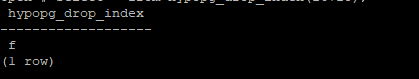 hypopg_drop_index
-------------------
f
(1 row)